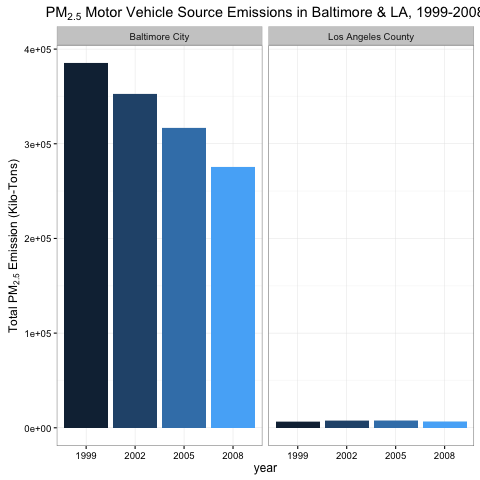 PM2.5 Motor Vehicle Source Emissions in Baltimore & LA, 1999-2008
Baltimore City
Los Angeles County
Total PM2.5 Emission (Kilo-Tons)
4e+05
3e+05
2e+05
1e+05
0e+00
1999 2002 2005 2008
1999 2002 2005 2008
year